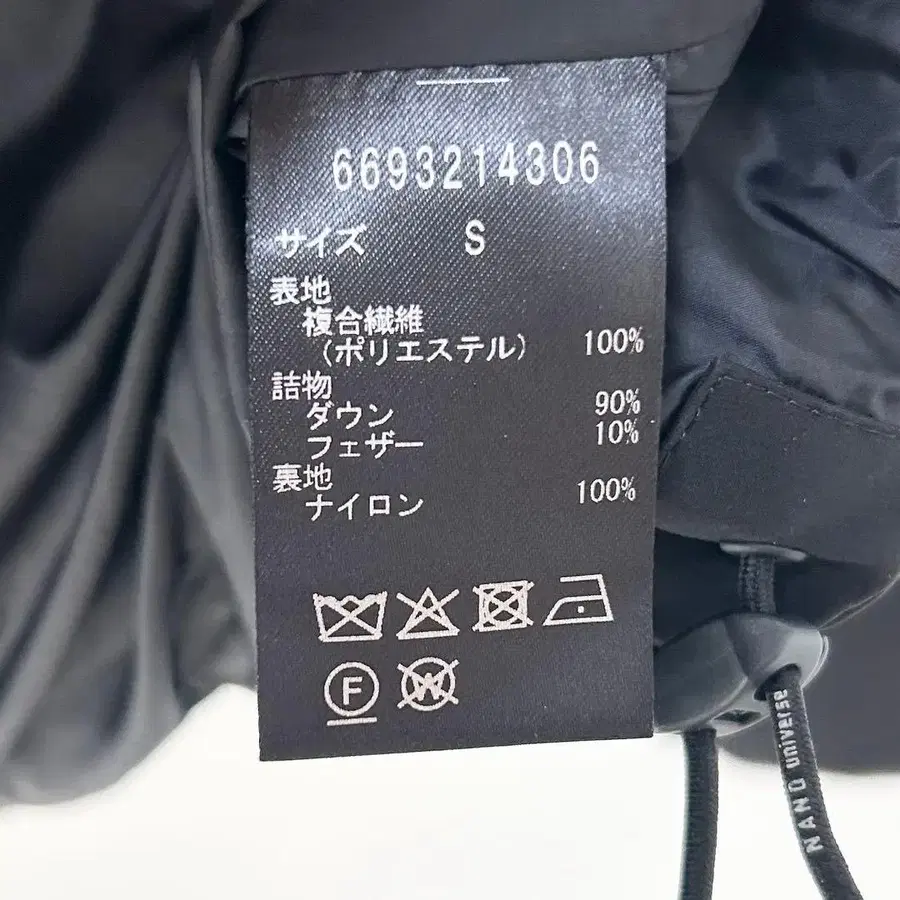 6693214306
サイズ S
表地
複合繊維
(ポリエステル) 100%
詰物
ダウン 90%
フェザー 10%
裏地
ナイロン 100%
F W
NANO universe